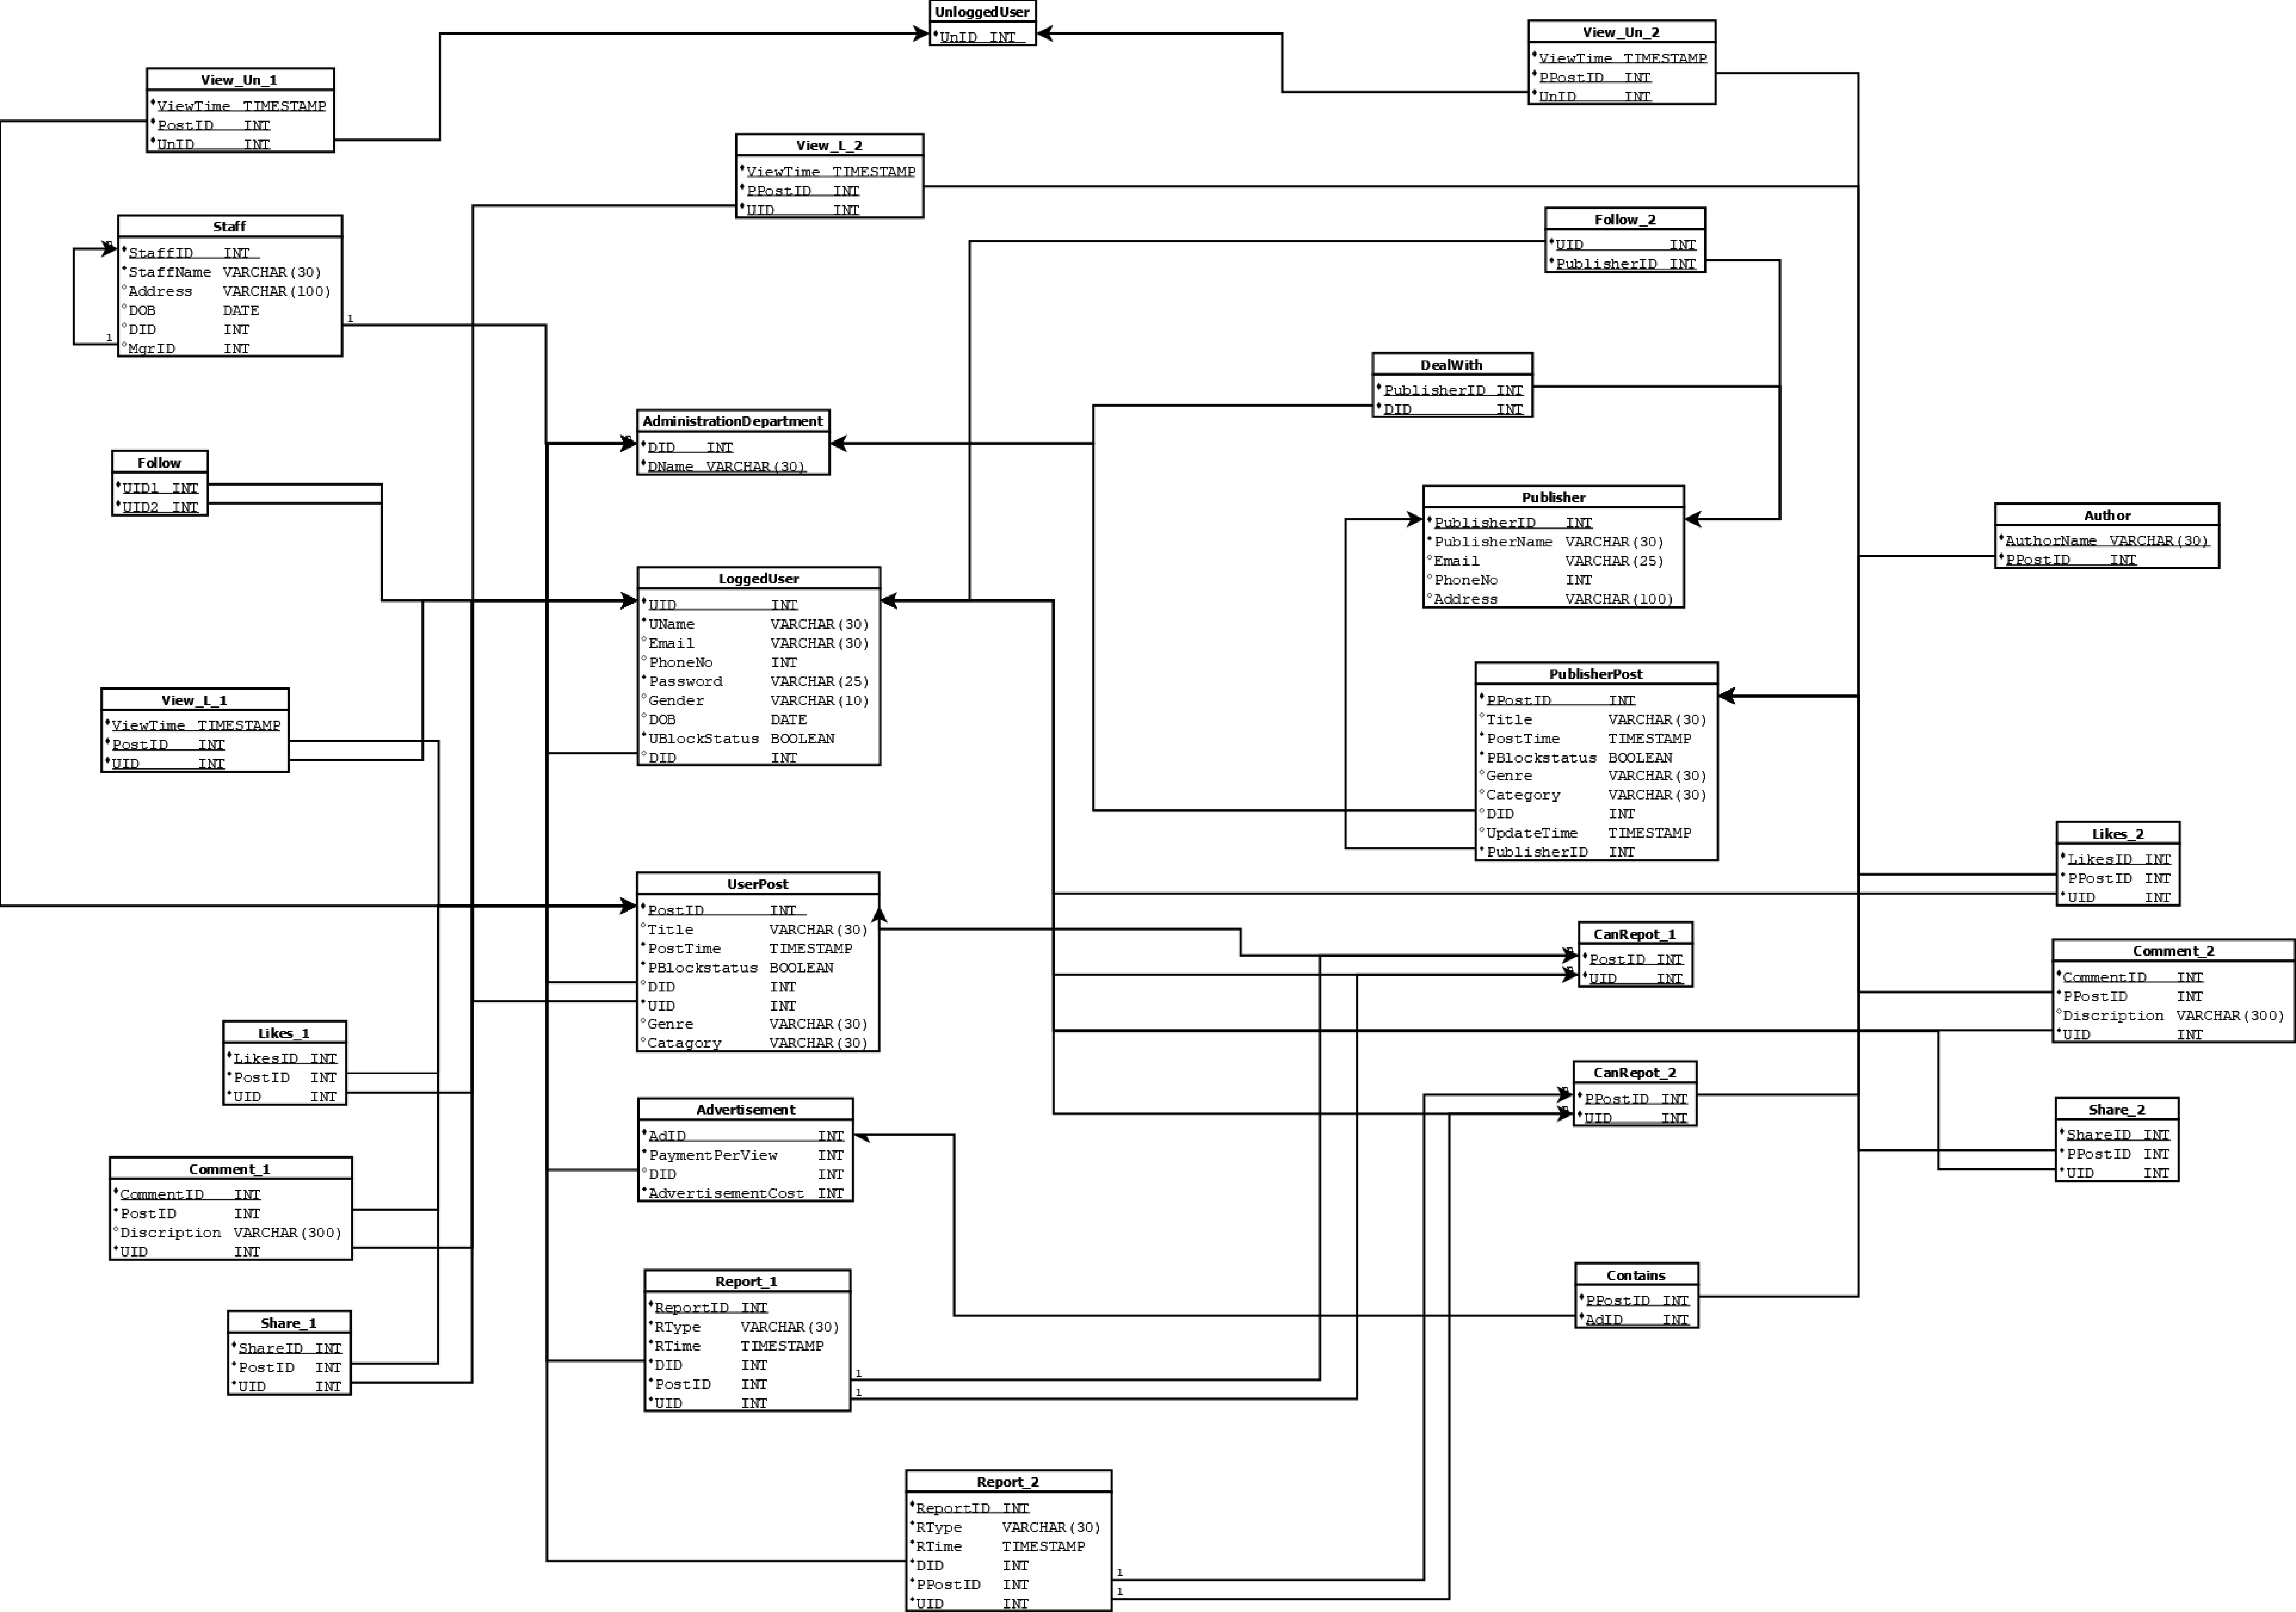 UnloggedUser
UnID INT
View_Un_2
ViewTime TIMESTAMP
PPostID INT
UnID INT
View_Un_1
ViewTime TIMESTAMP
PostID INT
UnID INT
View_L_2
ViewTime TIMESTAMP
PPostID INT
UID INT
Staff
StaffID INT
StaffName VARCHAR(30)
Address VARCHAR(100)
DOB DATE
DID INT
MgrID INT
1
1
Follow_2
UID INT
PublisherID INT
DealWith
PublisherID INT
DID INT
AdministrationDepartment
DID INT
DName VARCHAR(30)
Follow
UID1 INT
UID2 INT
Publisher
PublisherID INT
PublisherName VARCHAR(30)
Email VARCHAR(25)
PhoneNo INT
Address VARCHAR(100)
Author
AuthorName VARCHAR(30)
PPostID INT
LoggedUser
UID INT
UName VARCHAR(30)
Email VARCHAR(30)
PhoneNo INT
Password VARCHAR(25)
Gender VARCHAR(10)
DOB DATE
UBlockStatus BOOLEAN
DID INT
View_L_1
ViewTime TIMESTAMP
PostID INT
UID INT
PublisherPost
PPostID INT
Title VARCHAR(30)
PostTime TIMESTAMP
PBlockstatus BOOLEAN
Genre VARCHAR(30)
Category VARCHAR(30)
DID INT
UpdateTime TIMESTAMP
PublisherID INT
Likes_2
LikesID INT
PPostID INT
UID INT
UserPost
PostID INT
Title VARCHAR(30)
PostTime TIMESTAMP
PBlockstatus BOOLEAN
DID INT
UID INT
Genre VARCHAR(30)
Catagory VARCHAR(30)
CanRepot_1
PostID INT
UID INT
Comment_2
CommentID INT
PPostID INT
Discription VARCHAR(300)
UID INT
Likes_1
LikesID INT
PostID INT
UID INT
CanRepot_2
PPostID INT
UID INT
Advertisement
AdID INT
PaymentPerView INT
DID INT
AdvertisementCost INT
Share_2
ShareID INT
PPostID INT
UID INT
Comment_1
CommentID INT
PostID INT
Discription VARCHAR(300)
UID INT
Report_1
ReportID INT
RType VARCHAR(30)
RTime TIMESTAMP
DID INT
PostID INT
UID INT
1
1
Contains
PPostID INT
AdID INT
Share_1
ShareID INT
PostID INT
UID INT
Report_2
ReportID INT
RType VARCHAR(30)
RTime TIMESTAMP
DID INT
PPostID INT
UID INT
1
1